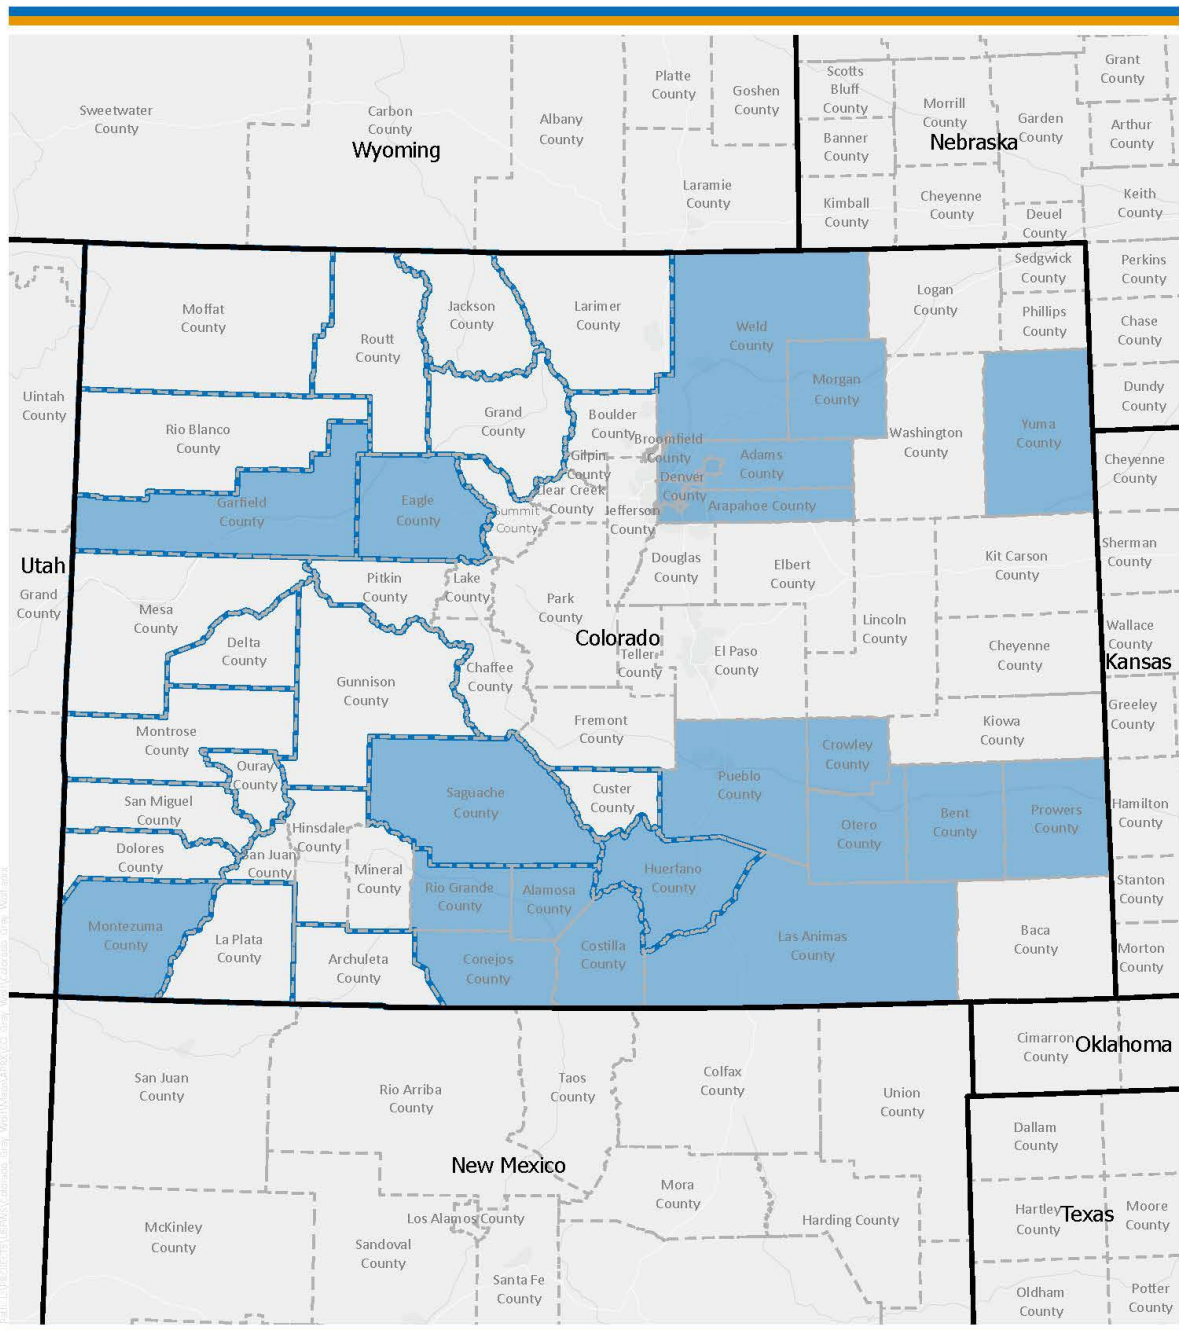 Sweetwater
County
Carbon
County
Wyoming
Albany
County
Platte
County
Goshen
County
Laramie
County
Scotts
Bluff
County
Banner
County
Kimball
County
Morrill
County
Nebraska
Cheyenne
County
Garden
County
Deuel
County
Grant
County
Arthur
County
Keith
County
Perkins
County
Chase
County
Dundy
County
Moffat
County
Routt
County
Jackson
County
Larimer
County
Weld
County
Morgan
County
Logan
County
Sedgwick
County
Phillips
County
Yuma
County
Washington
County
Uintah
County
Rio Blanco
County
Grand
County
Boulder
County
Broomfield
County
Gilpin
County
Clear Creek
County
Adams
County
Denver
County
Arapahoe County
Jefferson
County
Garfield
County
Eagle
County
Summit
County
Cheyenne
County
Sherman
County
Utah
Grand
County
Mesa
County
Pitkin
County
Lake
County
Park
County
Douglas
County
Elbert
County
Kit Carson
County
Lincoln
County
Colorado
Teller
County
El Paso
County
Cheyenne
County
Wallace
County
Kansas
Greeley
County
Delta
County
Gunnison
County
Chaffee
County
Fremont
County
Kiowa
County
Montrose
County
Ouray
County
San Miguel
County
Hinsdale
County
Saguache
County
Custer
County
Pueblo
County
Crowley
County
Otero
County
Bent
County
Prowers
County
Hamilton
County
Dolores
County
San Juan
County
Mineral
County
Rio Grande
County
Alamosa
County
Huerfano
County
Stanton
County
Montezuma
County
La Plata
County
Archuleta
County
Conejos
County
Costilla
County
Las Animas
County
Baca
County
Morton
County
San Juan
County
Rio Arriba
County
Taos
County
Colfax
County
Union
County
Cimarron
County
Oklahoma
New Mexico
Dallam
County
McKinley
County
Los Alamos County
Sandoval
County
Santa Fe
County
Mora
County
Harding County
Hartley
County
Texas
Moore
County
Oldham
County
Potter
County